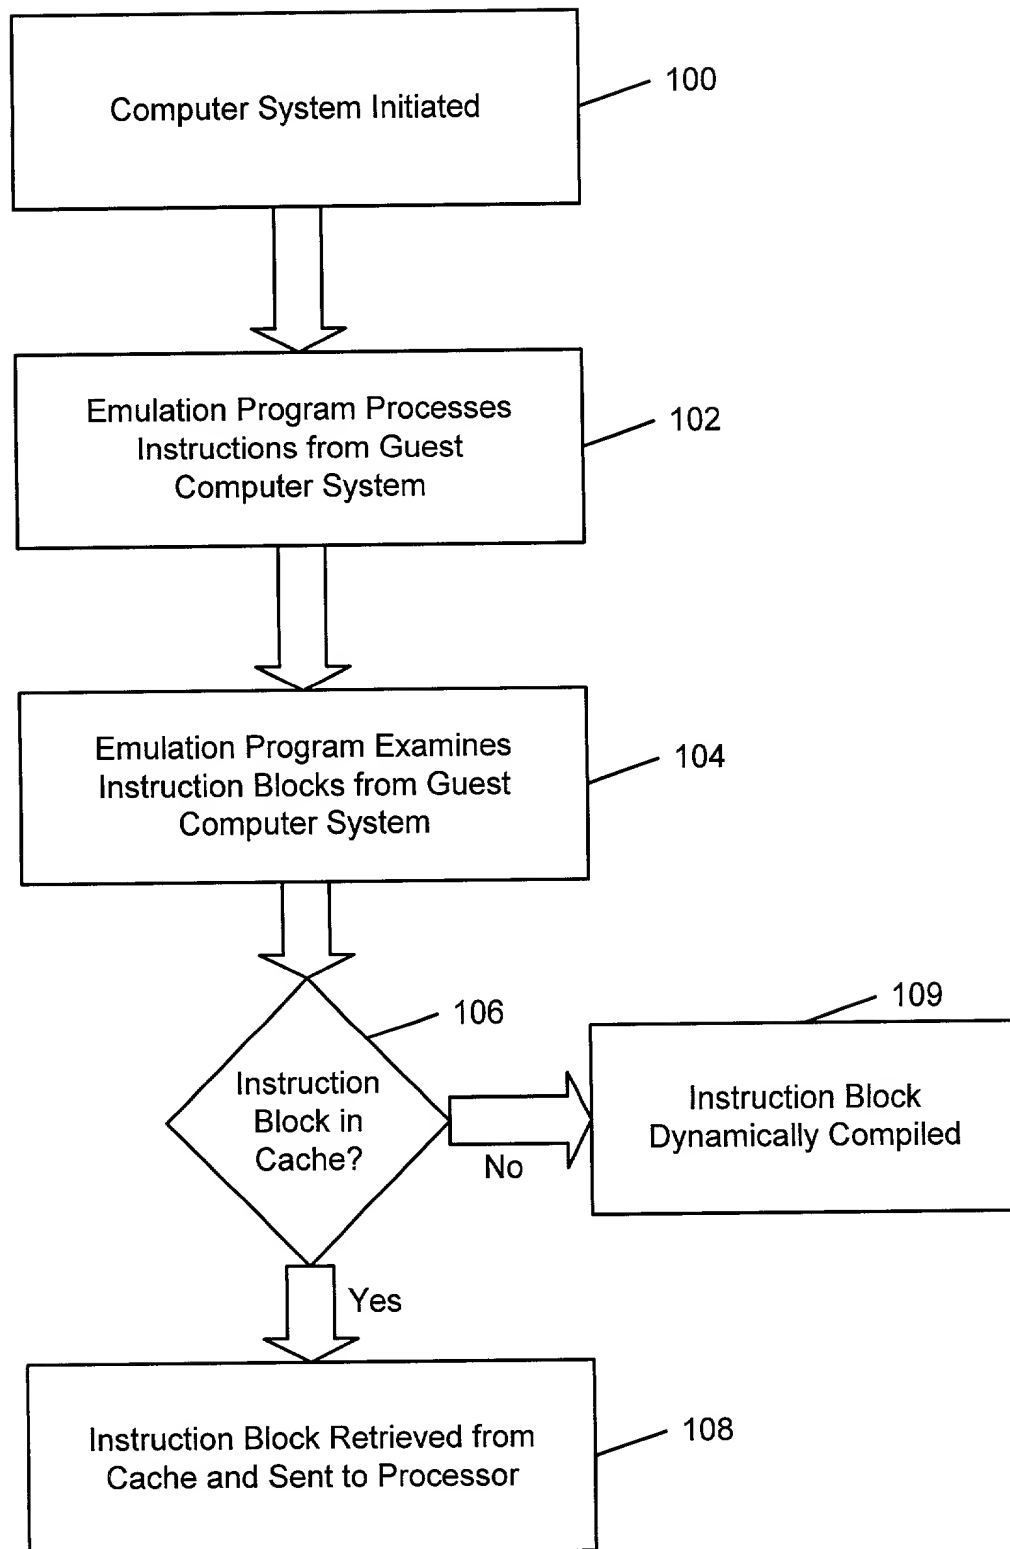 Computer System Initiated
100
Emulation Program Processes
Instructions from Guest
Computer System
102
Emulation Program Examines
Instruction Blocks from Guest
Computer System
104
106
Instruction
Block in
Cache?
No
109
Instruction Block
Dynamically Compiled
Yes
Instruction Block Retrieved from
Cache and Sent to Processor
108